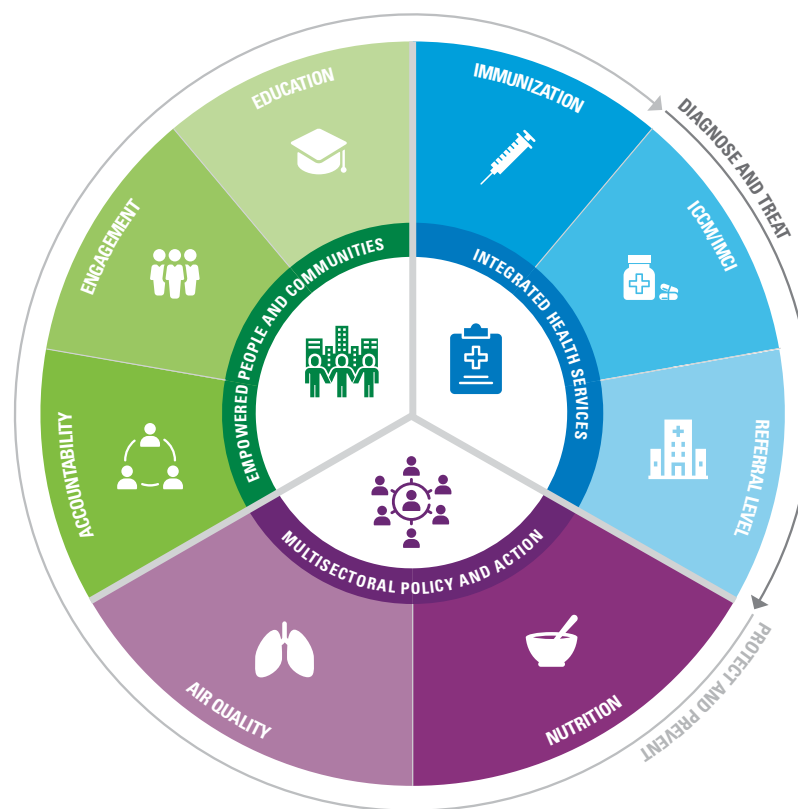 EDUCATION
IMMUNIZATION
DIAGNOSE AND TREAT
ENGAGEMENT
ICCM/IMCI
EMPOWERED PEOPLE AND COMMUNITIES
INTEGRATED HEALTH SERVICES
ACCOUNTABILITY
REFERRAL LEVEL
MULTISECTORAL POLICY AND ACTION
AIR QUALITY
NUTRITION
PROTECT AND PREVENT